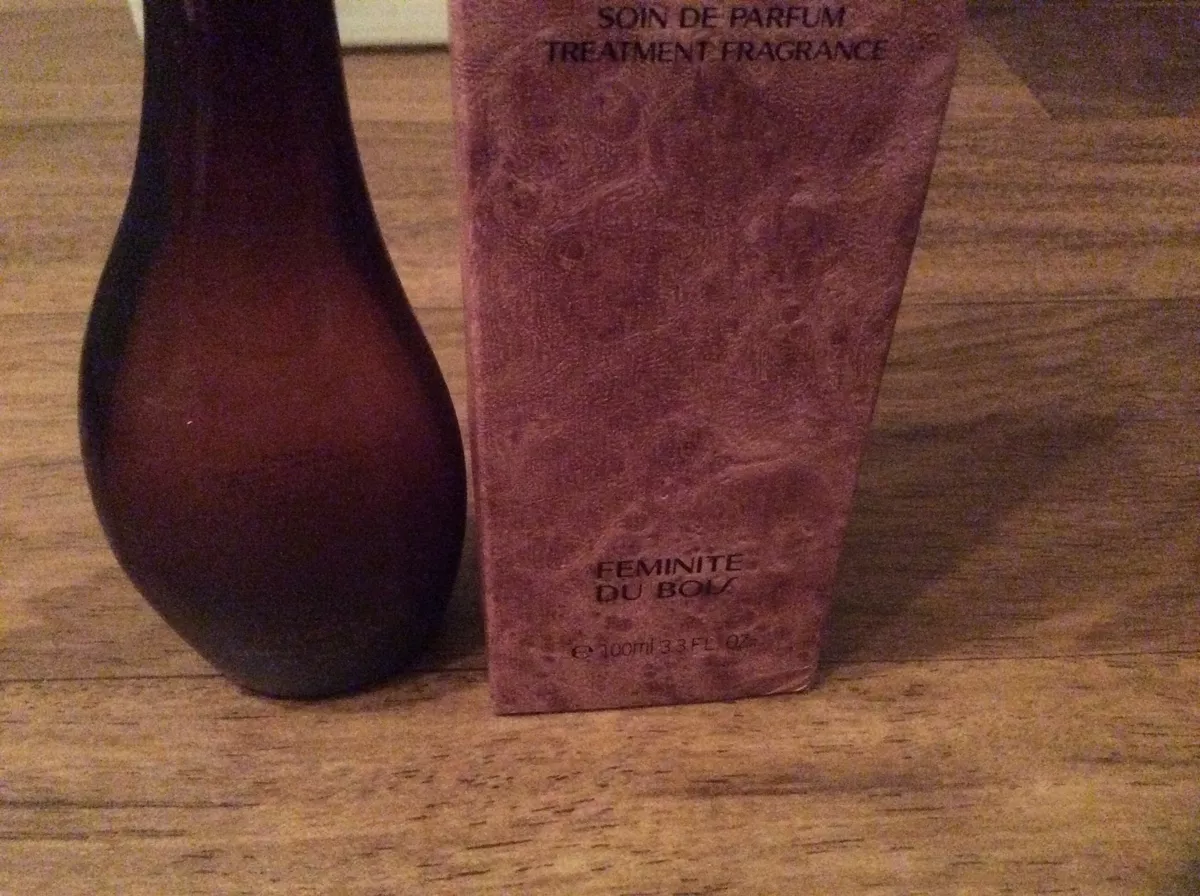 SOIN DE PARFUM
TREATMENT FRAGRANCE
FEMINITE
DU BOIS
e 100ml 3.3 FL. OZ.